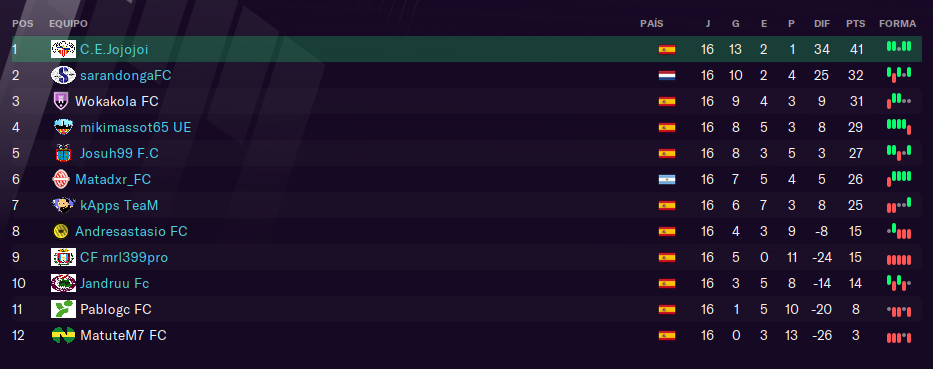 POS EQUIPO PAÍS J G E P DIF PTS FORMA
1 C.E.Jojojoi 16 13 2 1 34 41
2 sarandongaFC 16 10 2 4 25 32
3 Wokakola FC 16 9 4 3 9 31
4 mikimassot65 UE 16 8 5 3 8 29
5 Josuh99 F.C 16 8 3 5 3 27
6 Matadxr_FC 16 7 5 4 5 26
7 kApps TeaM 16 6 7 3 8 25
8 Andresastasio FC 16 4 3 9 -8 15
9 CF mrl399pro 16 5 0 11 -24 15
10 Jandruu Fc 16 3 5 8 -14 14
11 Pablogc FC 16 1 5 10 -20 8
12 MatuteM7 FC 16 0 3 13 -26 3